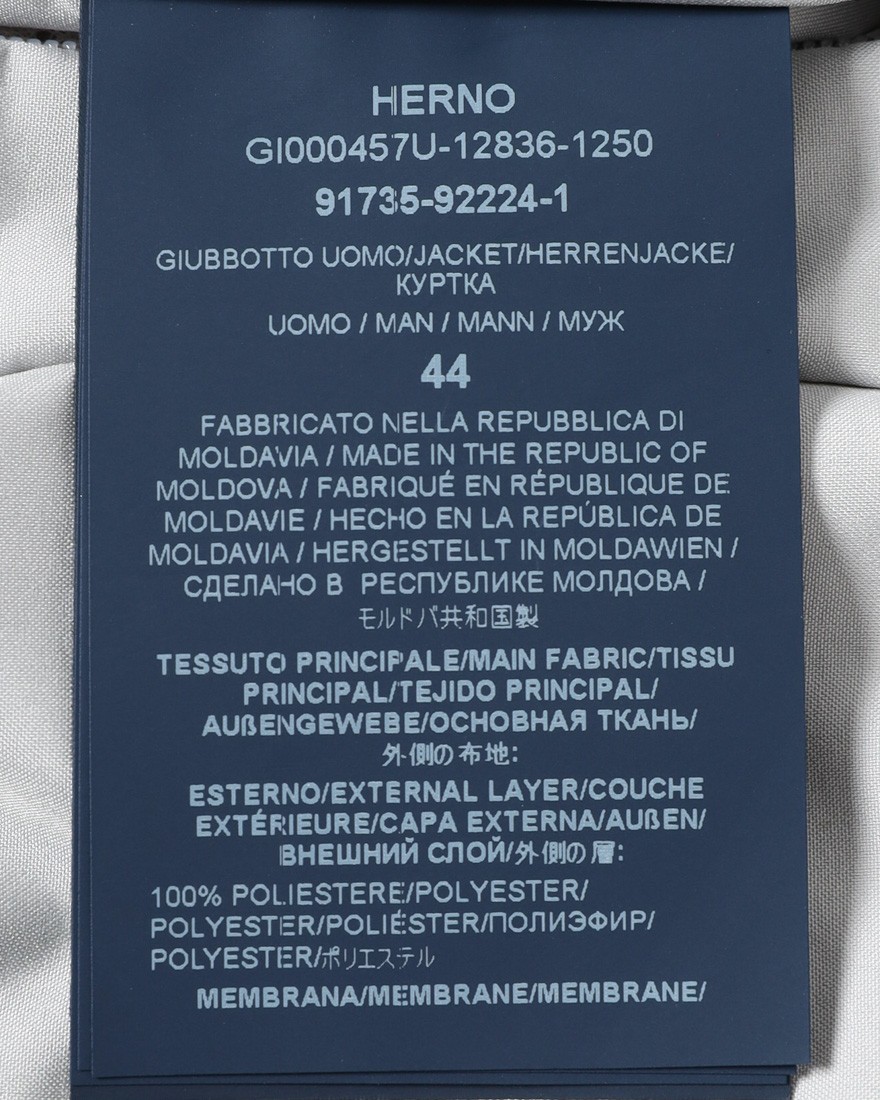 HERNO
GI000457U-12836-1250
91735-92224-1
GIUBBOTTO UOMO/JACKET/HERRENJACKE/
КУРТКА
UOMO / MAN / MANN / МУЖ
44
FABBRICATO NELLA REPUBBLICA DI
MOLDAVIA / MADE IN THE REPUBLIC OF
MOLDOVA / FABRIQUÉ EN RÉPUBLIQUE DE
MOLDAVIE / HECHO EN LA REPÚBLICA DE
MOLDAVIA / HERGESTELLT IN MOLDAWIEN /
СДЕЛАНО В РЕСПУБЛИКЕ МОЛДОВА /
モルドバ共和国製
TESSUTO PRINCIPALE/MAIN FABRIC/TISSU
PRINCIPAL/TEJIDO PRINCIPAL/
AUßENGEWEBE/ОСНОВНАЯ ТКАНЬ/
外側の布地:
ESTERNO/EXTERNAL LAYER/COUCHE
EXTÉRIEURE/CAPA EXTERNA/AUßEN/
ВНЕШНИЙ СЛОЙ/外側の層:
100% POLIESTERE/POLYESTER/
POLYESTER/POLIÉSTER/ПОЛИЭФИР/
POLYESTER/ポリエステル
MEMBRANA/MEMBRANE/MEMBRANE/